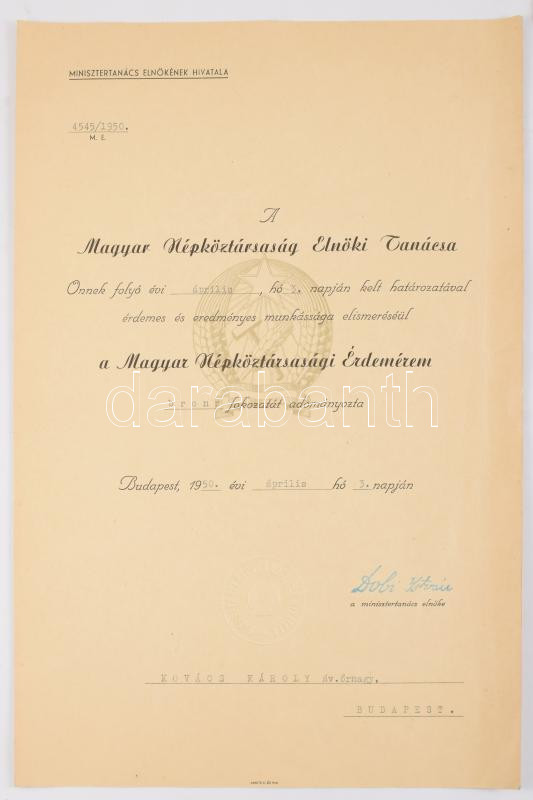 MINISZTERTANÁCS ELNÖKÉNEK HIVATALA
4545/1950.
M. E.
A
Magyar Népköztársaság Elnöki Tanácsa
Önnek folyó évi április, hó 3. napján kelt határozatával
érdemes és eredményes munkássága elismeréséül
a Magyar Népköztársasági Érdemérem
bronz fokozatát adományozta
darabanth
Budapest, 1950. évi április hó 3. napján
Dobi István
a minisztertanács elnöke
KOVÁCS KÁROLY áv.őrnagy,
BUDAPEST.